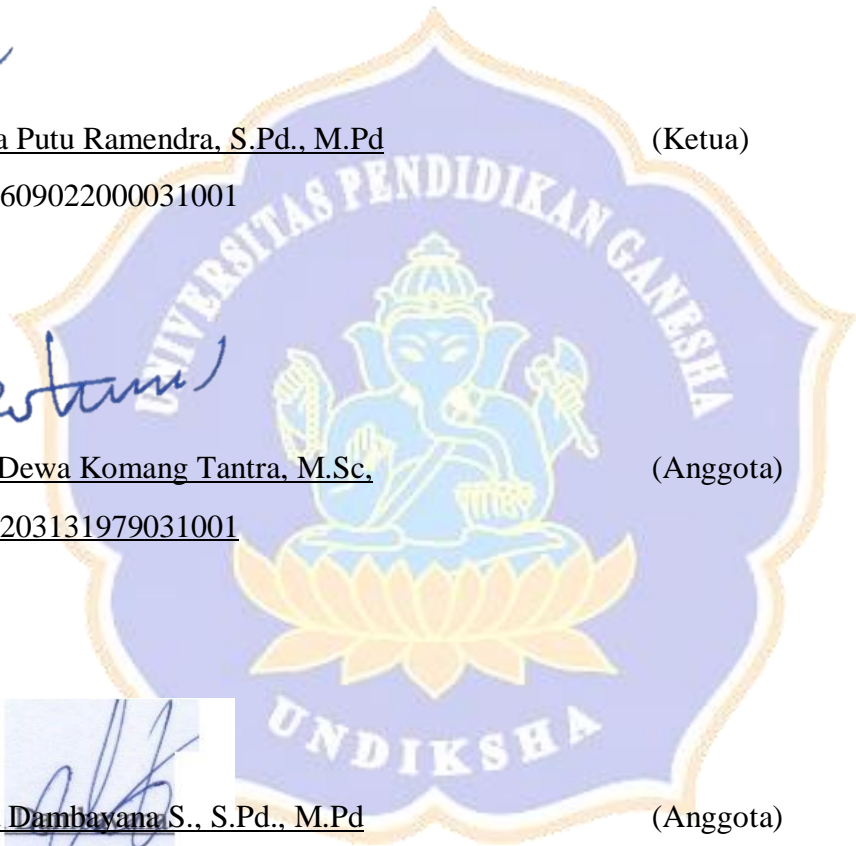 a Putu Ramendra, S.Pd., M.Pd (Ketua)
609022000031001
UNIVERSITAS PENDIDIKAN GANESHA
Dewa Komang Tantra, M.Sc, (Anggota)
203131979031001
UNDIKSHA
Dambayana S., S.Pd., M.Pd (Anggota)